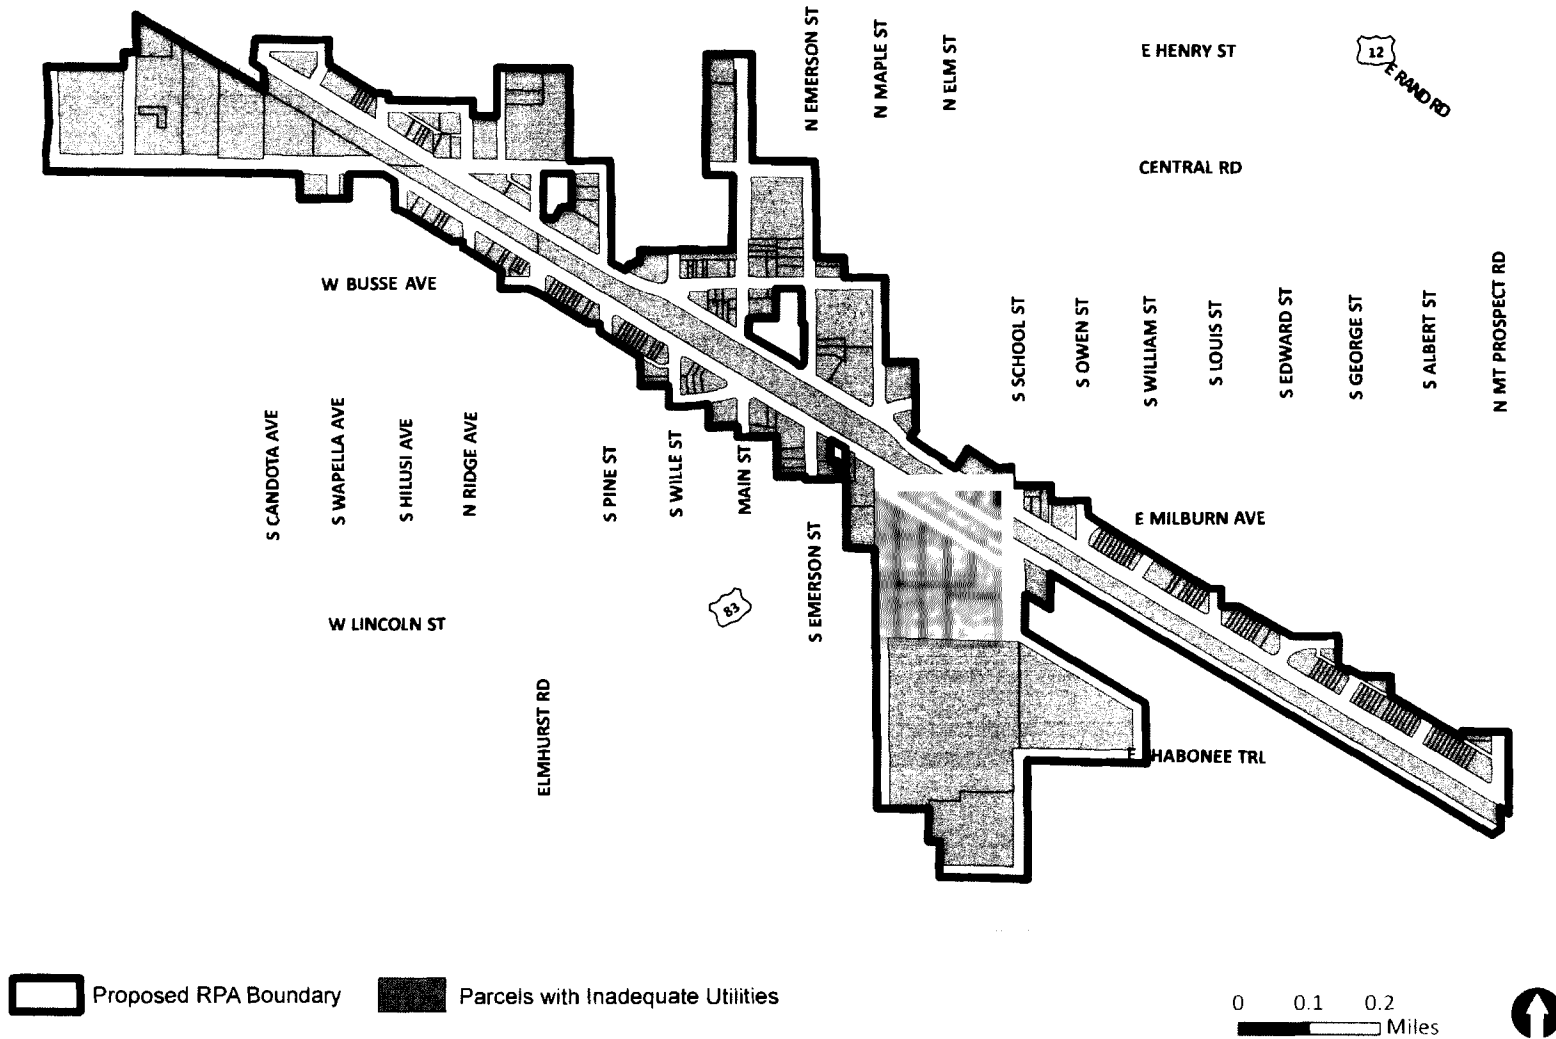 N EMERSON ST
N MAPLE ST
N ELM ST
E HENRY ST
12
E RAND RD
CENTRAL RD
W BUSSE AVE
N MT PROSPECT RD
S SCHOOL ST
S OWEN ST
S WILLIAM ST
S LOUIS ST
S EDWARD ST
S GEORGE ST
S ALBERT ST
S CANDOTA AVE
S WAPELLA AVE
S HILUSI AVE
N RIDGE AVE
S PINE ST
S WILLE ST
MAIN ST
S EMERSON ST
E MILBURN AVE
83
W LINCOLN ST
ELMHURST RD
E HABONEE TRL
Proposed RPA Boundary
Parcels with Inadequate Utilities
0 0.1 0.2
Miles